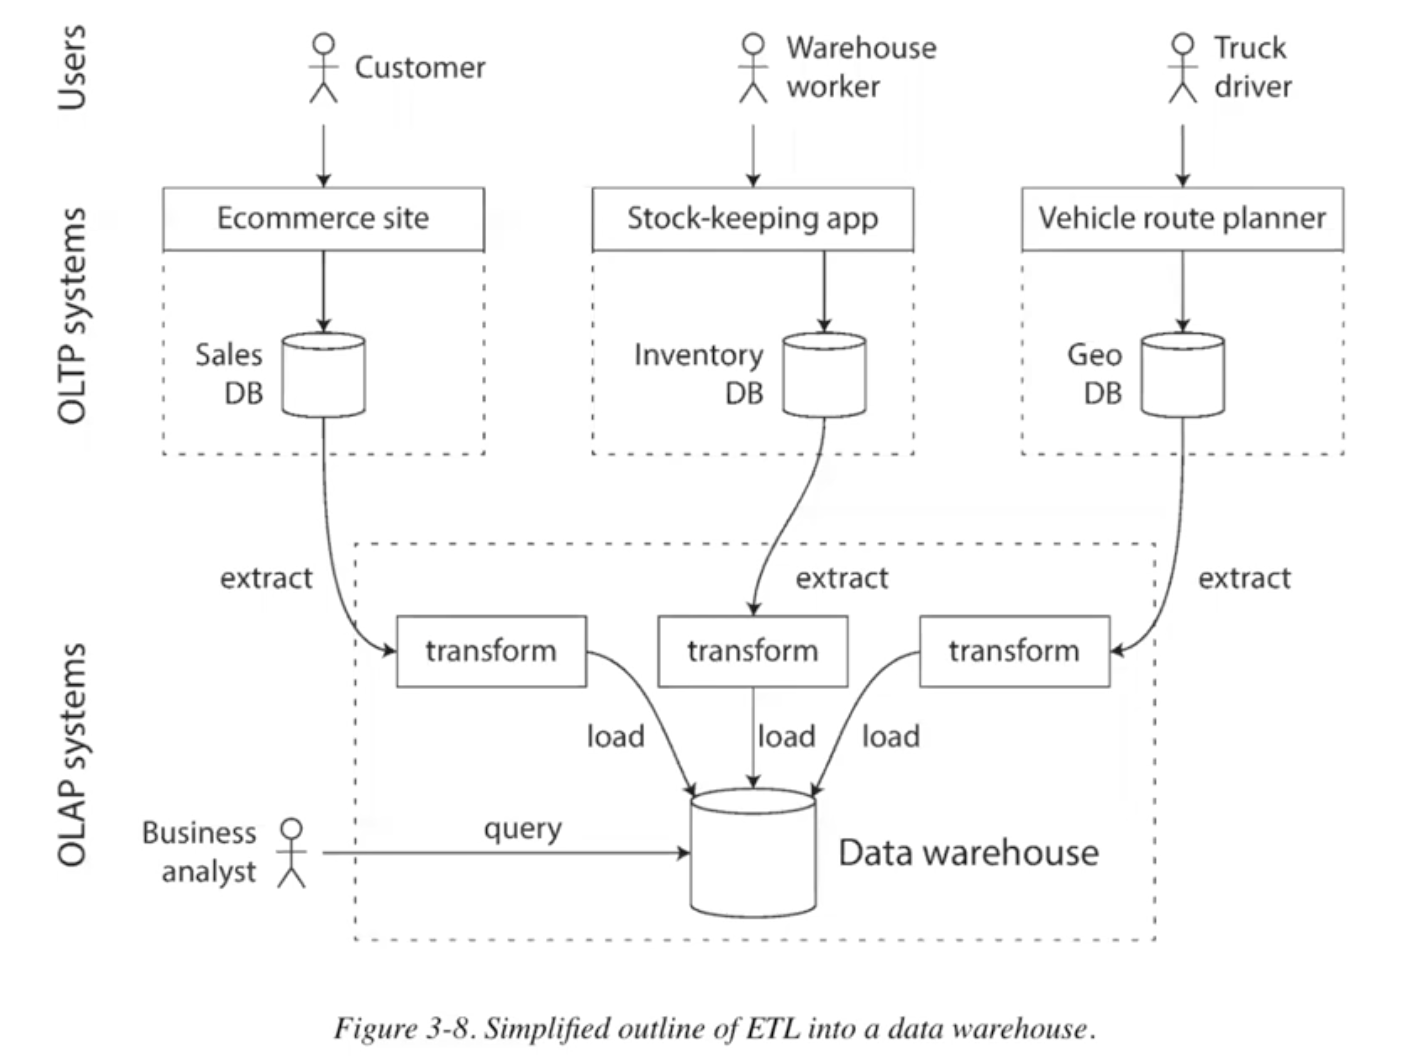 Users
Customer
Warehouse
worker
Truck
driver
OLTP systems
Ecommerce site
Stock-keeping app
Vehicle route planner
Sales
DB
Inventory
DB
Geo
DB
extract
extract
extract
OLAP systems
transform
transform
transform
load
load
load
Business
analyst
query
Data warehouse
Figure 3-8. Simplified outline of ETL into a data warehouse.